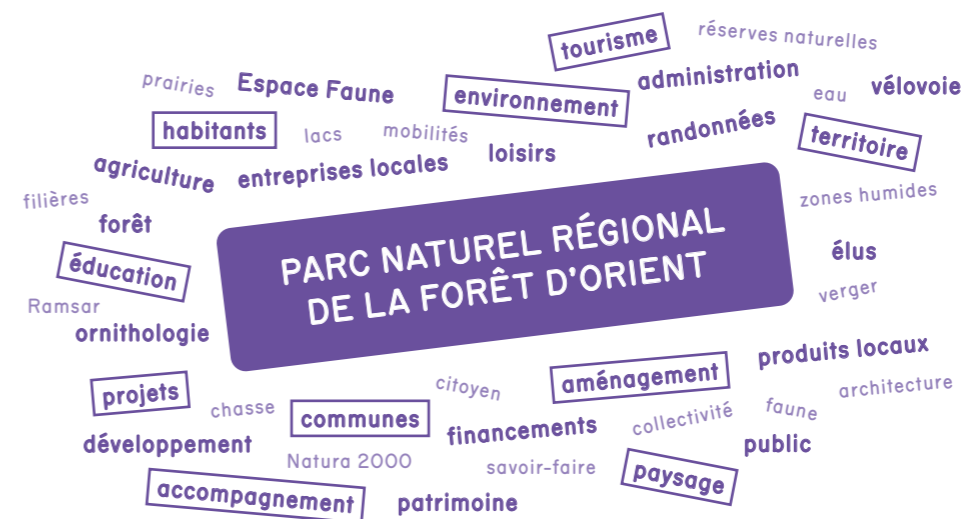 tourisme
réserves naturelles
prairies
Espace Faune
environnement
administration
eau
vélovoie
habitants
lacs
mobilités
loisirs
randonnées
territoire
agriculture
entreprises locales
filières
forêt
zones humides
PARC NATUREL RÉGIONAL
DE LA FORÊT D'ORIENT
éducation
élus
Ramsar
verger
ornithologie
produits locaux
projets
citoyen
aménagement
architecture
chasse
communes
financements
collectivité
faune
développement
public
Natura 2000
savoir-faire
paysage
accompagnement
patrimoine